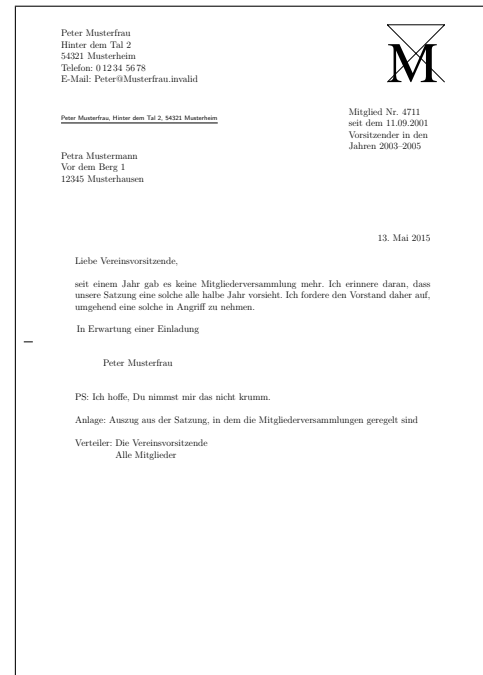 Peter Musterfrau
Hinter dem Tal 2
54321 Musterheim
Telefon: 0 12 34 56 78
E-Mail: Peter@Musterfrau.invalid
M
Peter Musterfrau, Hinter dem Tal 2, 54321 Musterheim
Mitglied Nr. 4711
seit dem 11.09.2001
Vorsitzender in den
Jahren 2003–2005
Petra Mustermann
Vor dem Berg 1
12345 Musterhausen
13. Mai 2015
Liebe Vereinsvorsitzende,
seit einem Jahr gab es keine Mitgliederversammlung mehr. Ich erinnere daran, dass
unsere Satzung eine solche alle halbe Jahr vorsieht. Ich fordere den Vorstand daher auf,
umgehend eine solche in Angriff zu nehmen.
In Erwartung einer Einladung
Peter Musterfrau
PS: Ich hoffe, Du nimmst mir das nicht krumm.
Anlage: Auszug aus der Satzung, in dem die Mitgliederversammlungen geregelt sind
Verteiler: Die Vereinsvorsitzende
Alle Mitglieder